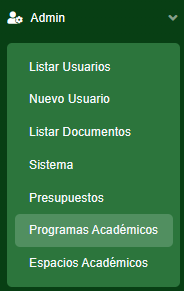 Admin
Listar Usuarios
Nuevo Usuario
Listar Documentos
Sistema
Presupuestos
Programas Académicos
Espacios Académicos